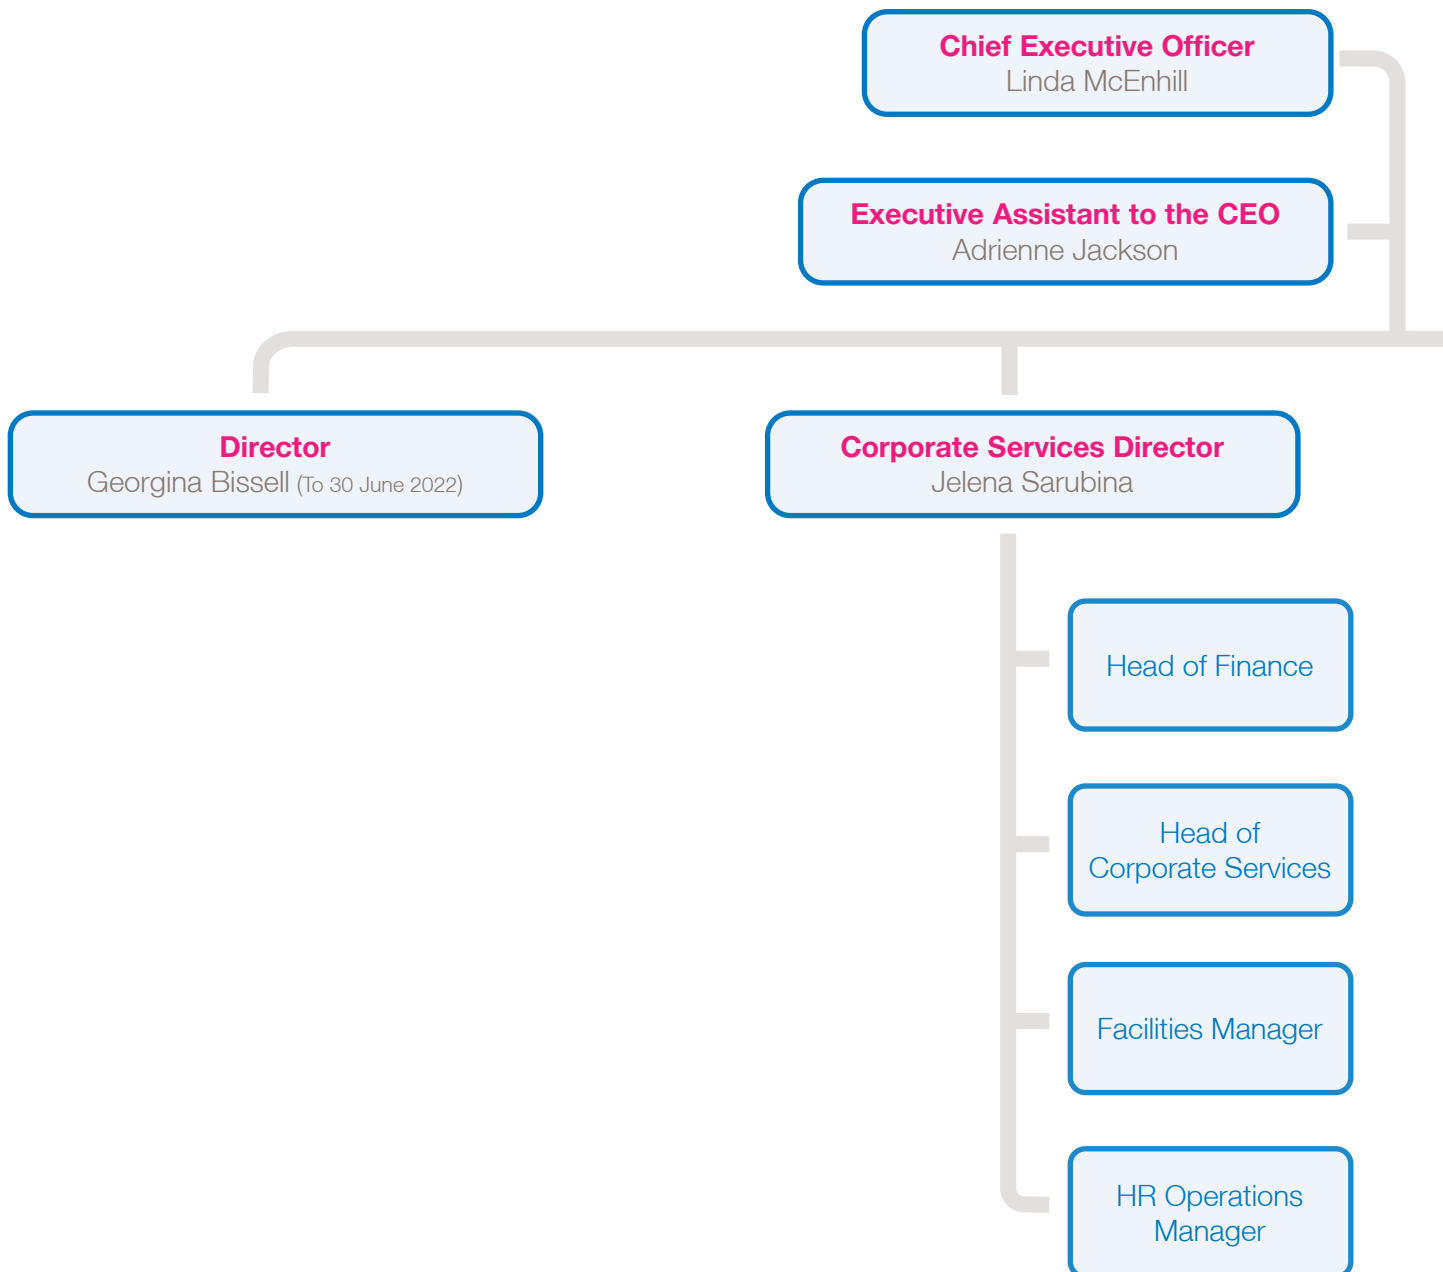 Chief Executive Officer
Linda McEnhill
Executive Assistant to the CEO
Adrienne Jackson
Director
Georgina Bissell (To 30 June 2022)
Corporate Services Director
Jelena Sarubina
Head of Finance
Head of
Corporate Services
Facilities Manager
HR Operations
Manager